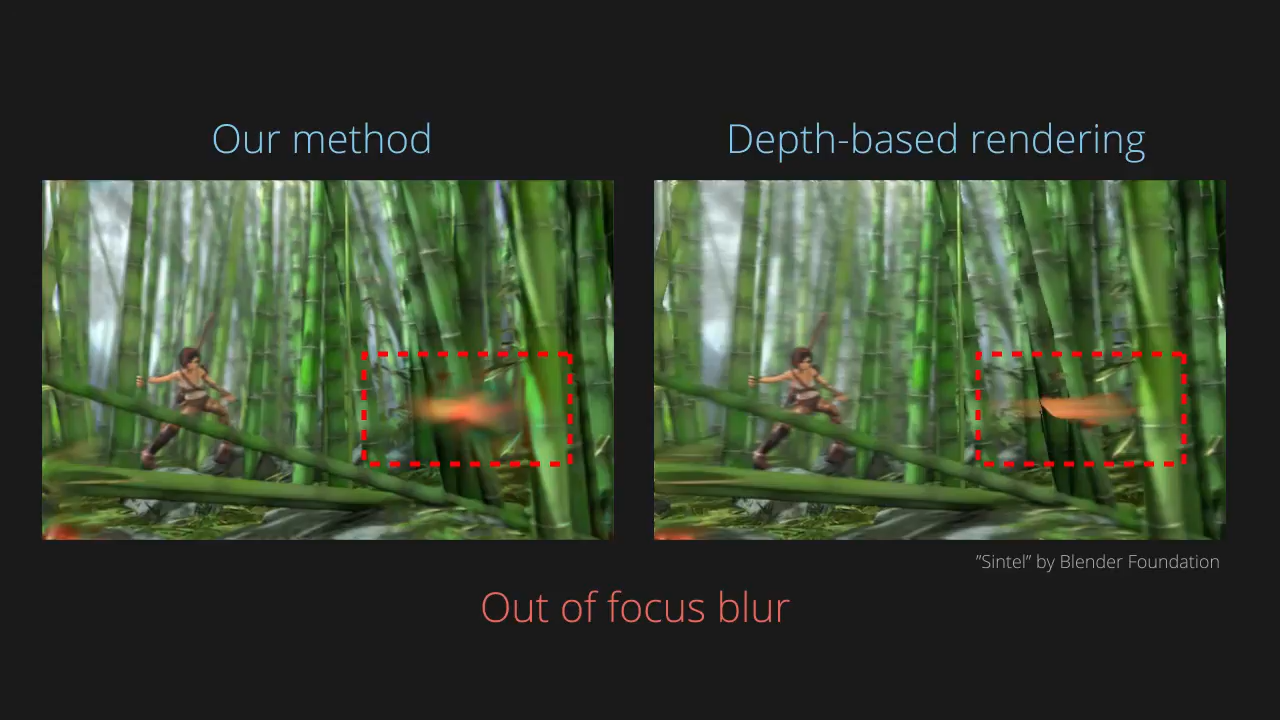 Our method
Depth-based rendering
”Sintel” by Blender Foundation
Out of focus blur